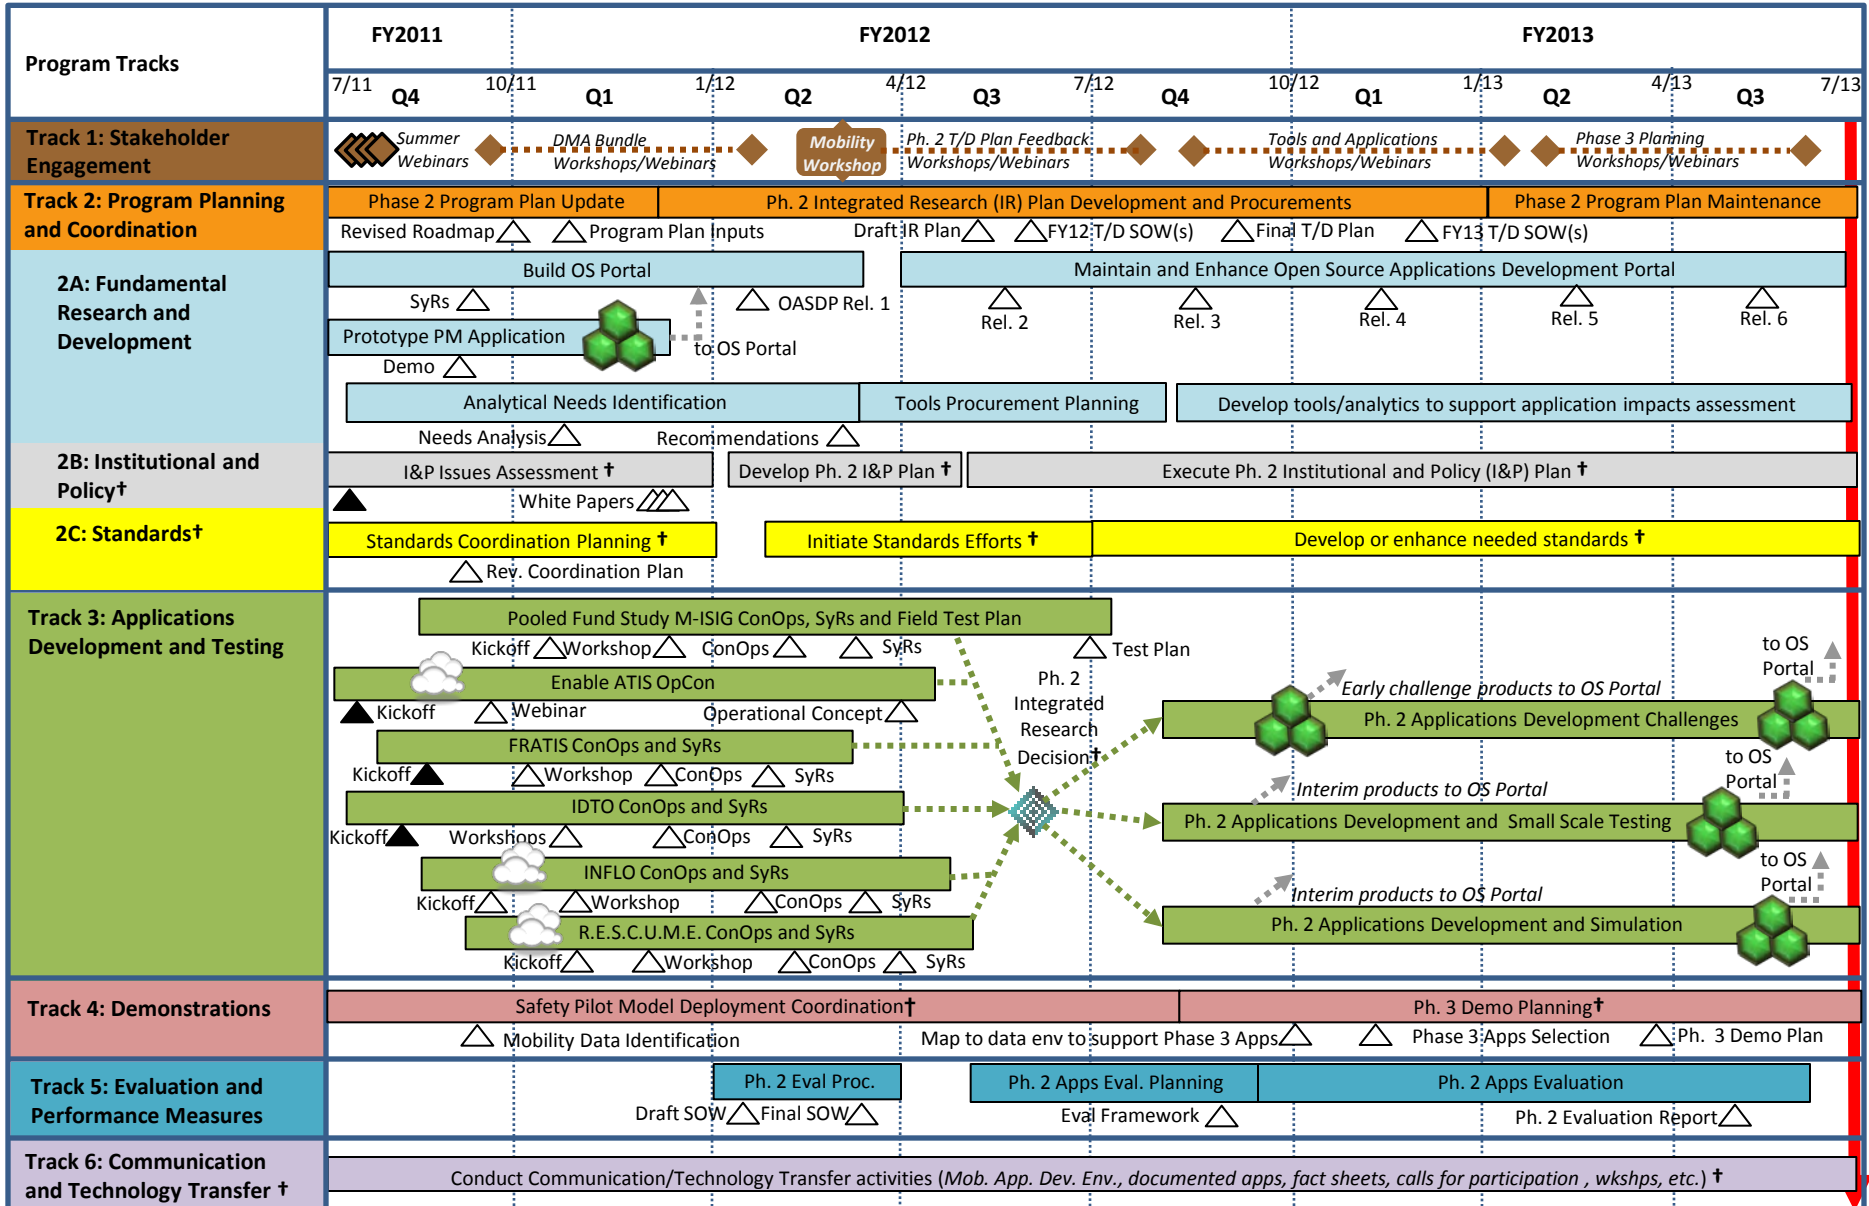 Program Tracks
FY2011
FY2012
FY2013
7/11
10/11
1/12
4/12
7/12
10/12
1/13
4/13
7/13
Q4
Q1
Q2
Q3
Q4
Q1
Q2
Q3
Track 1: Stakeholder
Engagement
Summer
Webinars
DMA Bundle
Workshops/Webinars
Mobility
Workshop
Ph. 2 T/D Plan Feedback
Workshops/Webinars
Tools and Applications
Workshops/Webinars
Phase 3 Planning
Workshops/Webinars
Track 2: Program Planning
and Coordination
Phase 2 Program Plan Update
Ph. 2 Integrated Research (IR) Plan Development and Procurements
Phase 2 Program Plan Maintenance
Revised Roadmap
Program Plan Inputs
Draft IR Plan
FY12 T/D SOW(s)
Final T/D Plan
FY13 T/D SOW(s)
2A: Fundamental
Research and
Development
Build OS Portal
Maintain and Enhance Open Source Applications Development Portal
SyRs
OASDP Rel. 1
Rel. 2
Rel. 3
Rel. 4
Rel. 5
Rel. 6
Prototype PM Application
to OS Portal
Demo
Analytical Needs Identification
Tools Procurement Planning
Develop tools/analytics to support application impacts assessment
Needs Analysis
Recommendations
2B: Institutional and
Policy†
I&P Issues Assessment †
Develop Ph. 2 I&P Plan †
Execute Ph. 2 Institutional and Policy (I&P) Plan †
White Papers
2C: Standards†
Standards Coordination Planning †
Initiate Standards Efforts †
Develop or enhance needed standards †
Rev. Coordination Plan
Track 3: Applications
Development and Testing
Pooled Fund Study M-ISIG ConOps, SyRs and Field Test Plan
Kickoff
Workshop
ConOps
SyRs
Test Plan
Enable ATIS OpCon
Kickoff
Webinar
Operational Concept
FRATIS ConOps and SyRs
Kickoff
Workshop
ConOps
SyRs
IDTO ConOps and SyRs
Kickoff
Workshops
ConOps
SyRs
INFLO ConOps and SyRs
Kickoff
Workshop
ConOps
SyRs
R.E.S.C.U.M.E. ConOps and SyRs
Kickoff
Workshop
ConOps
SyRs
Ph. 2
Integrated
Research
Decision†
to OS
Portal
Early challenge products to OS Portal
Ph. 2 Applications Development Challenges
to OS
Portal
Interim products to OS Portal
Ph. 2 Applications Development and Small Scale Testing
to OS
Portal
Interim products to OS Portal
Ph. 2 Applications Development and Simulation
Track 4: Demonstrations
Safety Pilot Model Deployment Coordination†
Ph. 3 Demo Planning†
Mobility Data Identification
Map to data env to support Phase 3 Apps
Phase 3 Apps Selection
Ph. 3 Demo Plan
Track 5: Evaluation and
Performance Measures
Ph. 2 Eval Proc.
Ph. 2 Apps Eval. Planning
Ph. 2 Apps Evaluation
Draft SOW
Final SOW
Eval Framework
Ph. 2 Evaluation Report
Track 6: Communication
and Technology Transfer †
Conduct Communication/Technology Transfer activities (Mob. App. Dev. Env., documented apps, fact sheets, calls for participation , wkshps, etc.) †